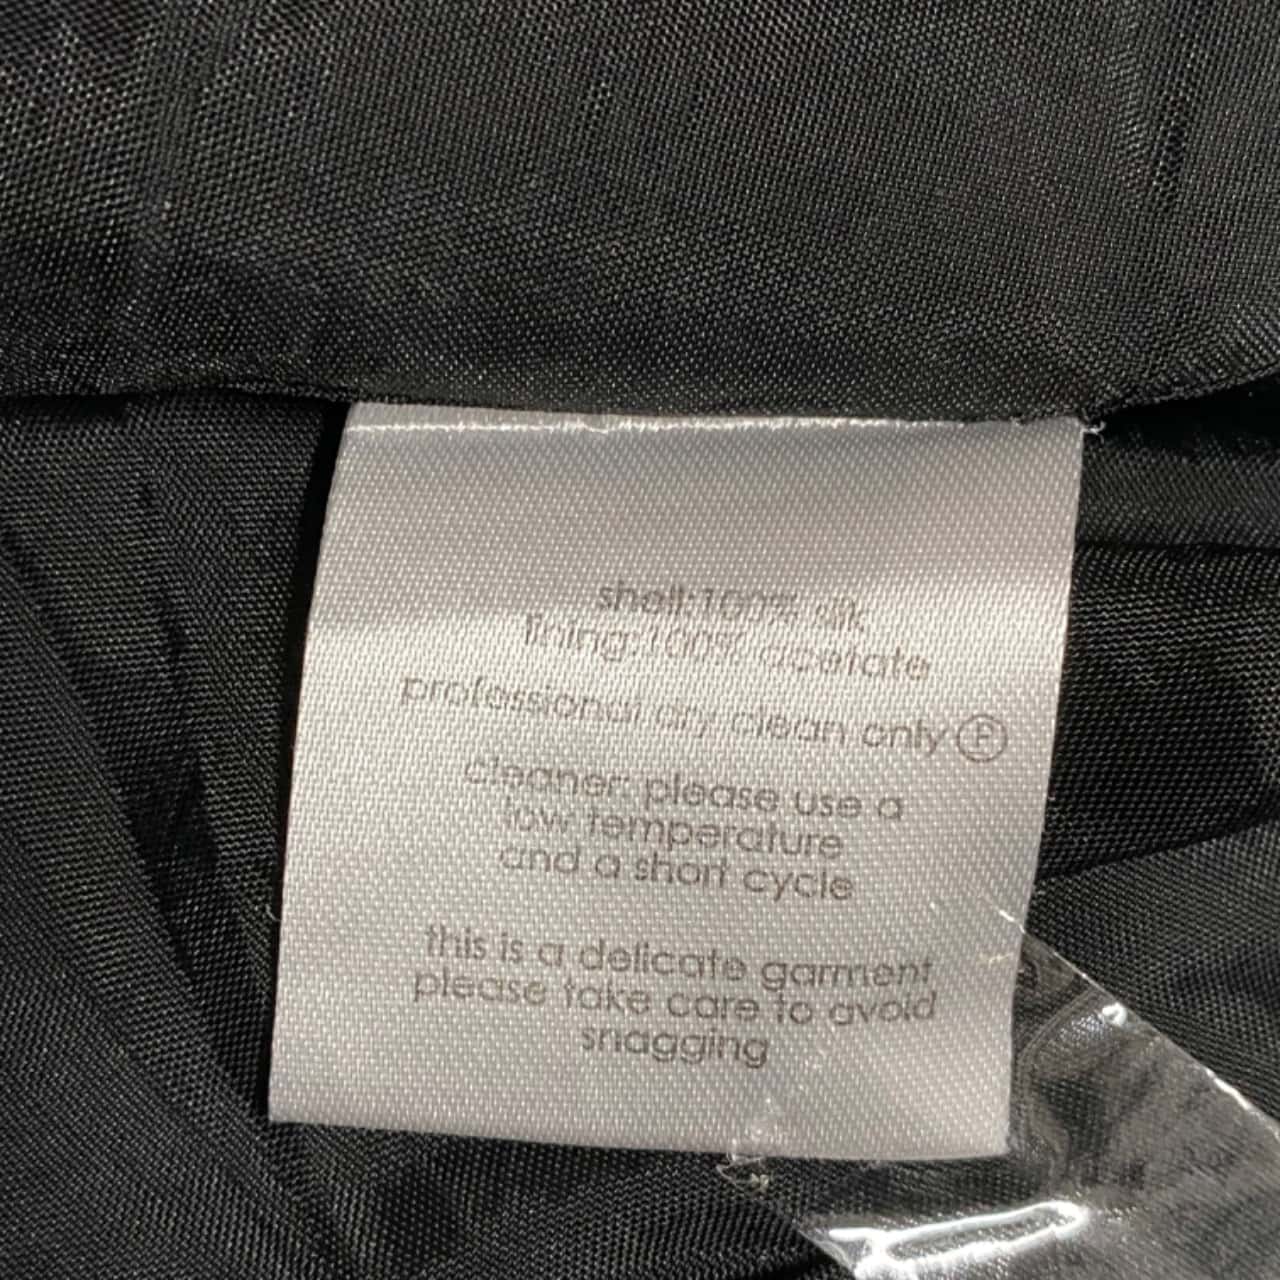 shell:100% silk
lining:100% acetate
professional dry clean only Ⓟ
cleaner: please use a
low temperature
and a short cycle
this is a delicate garment
please take care to avoid
snagging